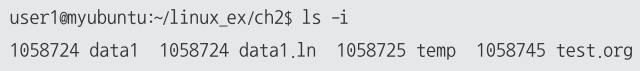 user1@myubuntu:~/linux_ex/ch2$ ls -i
1058724 data1  1058724 data1.ln  1058725 temp  1058745 test.org